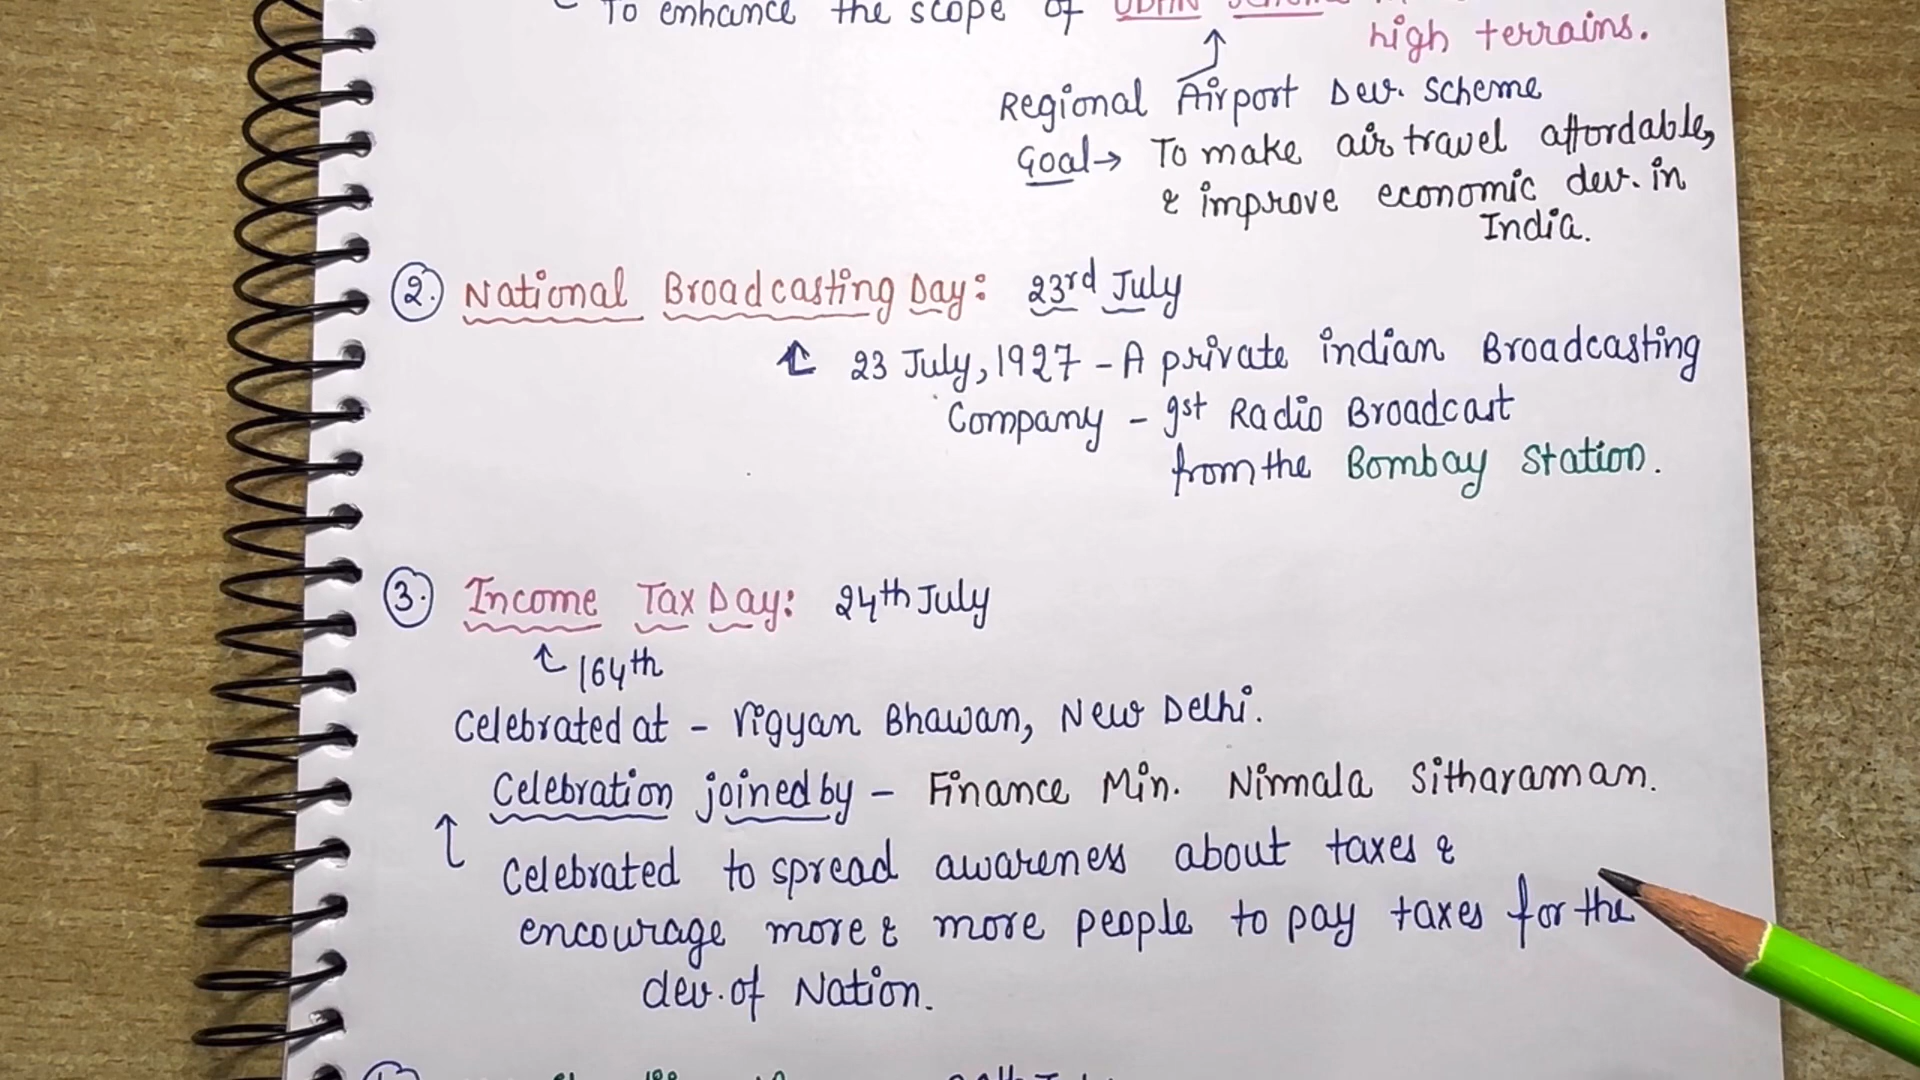 To enhance the scope of UDAN Scheme
high terrains.
Regional Airport Dev. Scheme
Goal → To make air travel affordable,
& improve economic dev. in
India.
2. National Broadcasting Day: 23rd July
23 July, 1927 - A private indian Broadcasting
Company - 1st Radio Broadcast
from the Bombay Station.
3. Income Tax Day: 24th July
164th
Celebrated at - Vigyan Bhawan, New Delhi.
Celebration joined by - Finance Min. Nirmala Sitharaman.
Celebrated to spread awareness about taxes &
encourage more & more people to pay taxes for the
dev. of Nation.